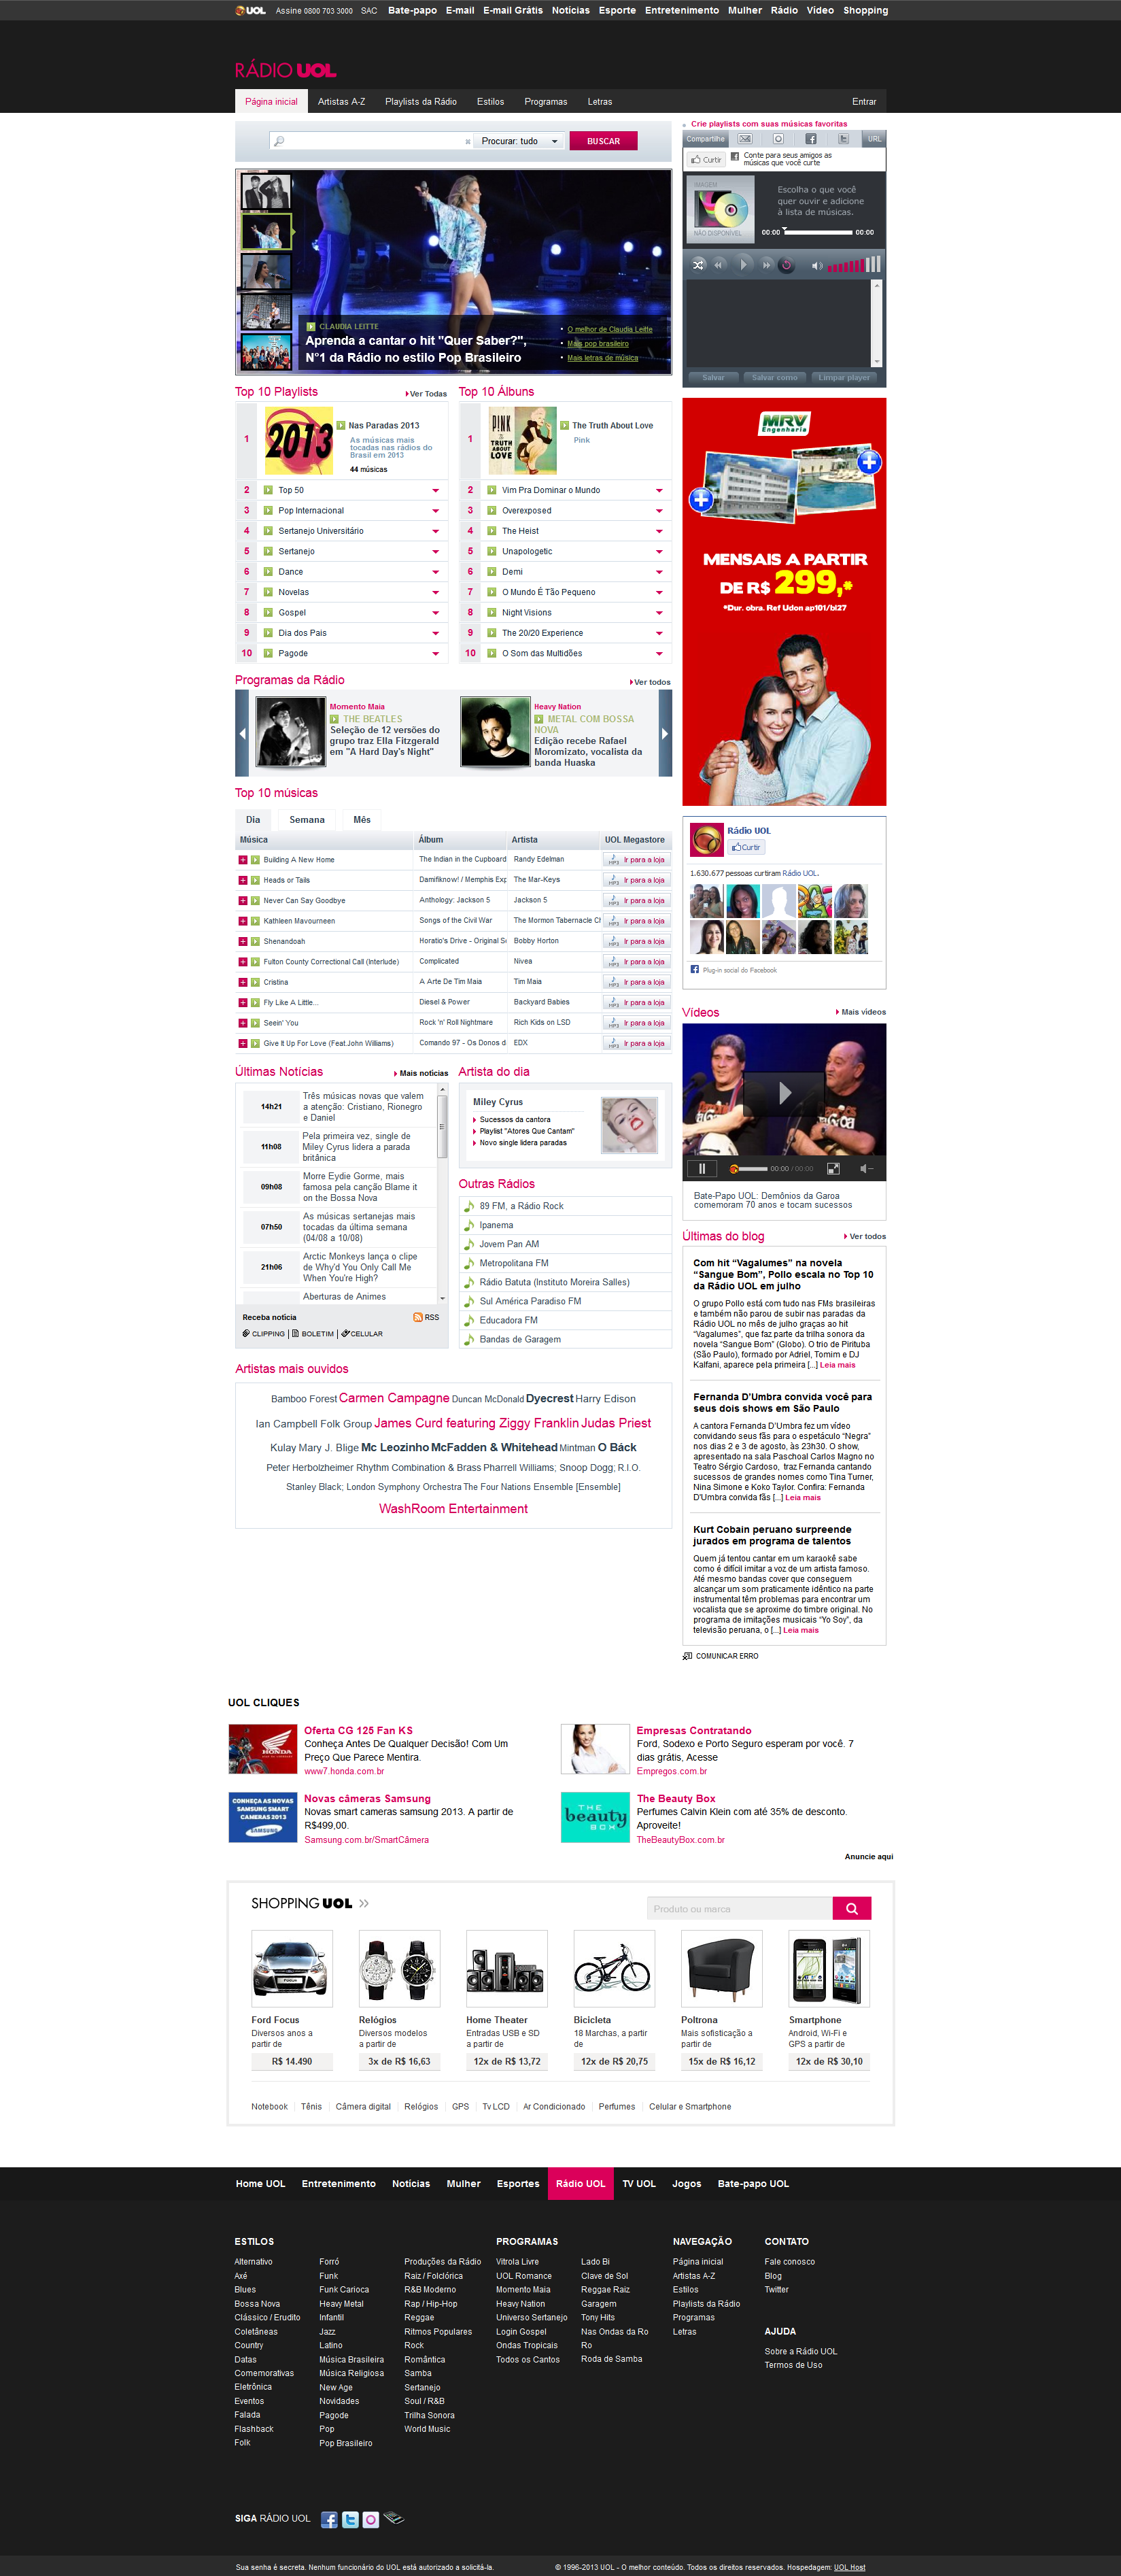 UOL Assine 0800 703 3000 SAC Bate-papo E-mail E-mail Grátis Notícias Esporte Entretenimento Mulher Rádio Vídeo Shopping
RÁDIO UOL
Página inicial Artistas A-Z Playlists da Rádio Estilos Programas Letras Entrar
Procurar: tudo BUSCAR
CLAUDIA LEITTE
Aprenda a cantar o hit "Quer Saber?",
N°1 da Rádio no estilo Pop Brasileiro
O melhor de Claudia Leitte
Mais pop brasileiro
Mais letras de música
Crie playlists com suas músicas favoritas
Compartilhe URL
Curtir Conte para seus amigos as
músicas que você curte
IMAGEM
NÃO DISPONÍVEL
Escolha o que você
quer ouvir e adicione
à lista de músicas.
00:00 00:00
Salvar Salvar como Limpar player
Top 10 Playlists Ver Todas
1 2013 Nas Paradas 2013
As músicas mais
tocadas nas rádios do
Brasil em 2013
44 músicas
2 Top 50
3 Pop Internacional
4 Sertanejo Universitário
5 Sertanejo
6 Dance
7 Novelas
8 Gospel
9 Dia dos Pais
10 Pagode
Top 10 Álbuns
1 P!NK THE TRUTH ABOUT LOVE The Truth About Love
Pink
2 Vim Pra Dominar o Mundo
3 Overexposed
4 The Heist
5 Unapologetic
6 Demi
7 O Mundo É Tão Pequeno
8 Night Visions
9 The 20/20 Experience
10 O Som das Multidões
MRV
Engenharia
MENSAIS A PARTIR
DE R$ 299,*
*Dur. obra. Ref Udon ap101/bl27
Programas da Rádio Ver todos
Momento Maia
THE BEATLES
Seleção de 12 versões do
grupo traz Ella Fitzgerald
em "A Hard Day's Night"
Heavy Nation
METAL COM BOSSA
NOVA
Edição recebe Rafael
Moromizato, vocalista da
banda Huaska
Top 10 músicas
Dia Semana Mês
Música Álbum Artista UOL Megastore
Building A New Home The Indian in the Cupboard Randy Edelman MP3 Ir para a loja
Heads or Tails Damifiknow! / Memphis Exp The Mar-Keys MP3 Ir para a loja
Never Can Say Goodbye Anthology: Jackson 5 Jackson 5 MP3 Ir para a loja
Kathleen Mavourneen Songs of the Civil War The Mormon Tabernacle Ch MP3 Ir para a loja
Shenandoah Horatio's Drive - Original So Bobby Horton MP3 Ir para a loja
Fulton County Correctional Call (Interlude) Complicated Nivea MP3 Ir para a loja
Cristina A Arte De Tim Maia Tim Maia MP3 Ir para a loja
Fly Like A Little... Diesel & Power Backyard Babies MP3 Ir para a loja
Seein' You Rock 'n' Roll Nightmare Rich Kids on LSD MP3 Ir para a loja
Give It Up For Love (Feat.John Williams) Comando 97 - Os Donos d EDX MP3 Ir para a loja
Rádio UOL
Curtir
1.630.677 pessoas curtiram Rádio UOL.
Plug-in social do Facebook
Vídeos Mais vídeos
00:00 / 00:00
Bate-Papo UOL: Demônios da Garoa
comemoram 70 anos e tocam sucessos
Últimas Notícias Mais notícias
14h21 Três músicas novas que valem
a atenção: Cristiano, Rionegro
e Daniel
11h08 Pela primeira vez, single de
Miley Cyrus lidera a parada
britânica
09h08 Morre Eydie Gorme, mais
famosa pela canção Blame it
on the Bossa Nova
07h50 As músicas sertanejas mais
tocadas da última semana
(04/08 a 10/08)
21h06 Arctic Monkeys lança o clipe
de Why'd You Only Call Me
When You're High?
Aberturas de Animes
Receba notícia RSS
CLIPPING BOLETIM CELULAR
Artista do dia
Miley Cyrus
Sucessos da cantora
Playlist "Atores Que Cantam"
Novo single lidera paradas
Outras Rádios
89 FM, a Rádio Rock
Ipanema
Jovem Pan AM
Metropolitana FM
Rádio Batuta (Instituto Moreira Salles)
Sul América Paradiso FM
Educadora FM
Bandas de Garagem
Últimas do blog Ver todos
Com hit “Vagalumes” na novela
“Sangue Bom”, Pollo escala no Top 10
da Rádio UOL em julho
O grupo Pollo está com tudo nas FMs brasileiras
e também não parou de subir nas paradas da
Rádio UOL no mês de julho graças ao hit
“Vagalumes”, que faz parte da trilha sonora da
novela “Sangue Bom” (Globo). O trio de Pirituba
(São Paulo), formado por Adriel, Tomim e DJ
Kalfani, aparece pela primeira [...] Leia mais
Fernanda D’Umbra convida você para
seus dois shows em São Paulo
A cantora Fernanda D’Umbra fez um vídeo
convidando seus fãs para o espetáculo “Negra”
nos dias 2 e 3 de agosto, às 23h30. O show,
apresentado na sala Paschoal Carlos Magno no
Teatro Sérgio Cardoso, traz Fernanda cantando
sucessos de grandes nomes como Tina Turner,
Nina Simone e Koko Taylor. Confira: Fernanda
D’Umbra convida fãs [...] Leia mais
Kurt Cobain peruano surpreende
jurados em programa de talentos
Quem já tentou cantar em um karaokê sabe
como é difícil imitar a voz de um artista famoso.
Até mesmo bandas cover que conseguem
alcançar um som praticamente idêntico na parte
instrumental têm problemas para encontrar um
vocalista que se aproxime do timbre original. No
programa de imitações musicais “Yo Soy”, da
televisão peruana, o [...] Leia mais
COMUNICAR ERRO
Artistas mais ouvidos
Bamboo Forest Carmen Campagne Duncan McDonald Dyecrest Harry Edison
Ian Campbell Folk Group James Curd featuring Ziggy Franklin Judas Priest
Kulay Mary J. Blige Mc Leozinho McFadden & Whitehead Mintman O Báck
Peter Herbolzheimer Rhythm Combination & Brass Pharrell Williams; Snoop Dogg; R.I.O.
Stanley Black; London Symphony Orchestra The Four Nations Ensemble [Ensemble]
WashRoom Entertainment
UOL CLIQUES
HONDA
Oferta CG 125 Fan KS
Conheça Antes De Qualquer Decisão! Com Um
Preço Que Parece Mentira.
www7.honda.com.br
Empresas Contratando
Ford, Sodexo e Porto Seguro esperam por você. 7
dias grátis, Acesse
Empregos.com.br
CONHEÇA AS NOVAS
SAMSUNG SMART
CAMERAS 2013
SAMSUNG
Novas câmeras Samsung
Novas smart cameras samsung 2013. A partir de
R$499,00.
Samsung.com.br/SmartCâmera
THE
beauty
BOX
The Beauty Box
Perfumes Calvin Klein com até 35% de desconto.
Aproveite!
TheBeautyBox.com.br
Anuncie aqui
SHOPPING UOL Produto ou marca
Ford Focus
Diversos anos a
partir de
R$ 14.490
Relógios
Diversos modelos
a partir de
3x de R$ 16,63
Home Theater
Entradas USB e SD
a partir de
12x de R$ 13,72
Bicicleta
18 Marchas, a partir
de
12x de R$ 20,75
Poltrona
Mais sofisticação a
partir de
15x de R$ 16,12
Smartphone
Android, Wi-Fi e
GPS a partir de
12x de R$ 30,10
Notebook Tênis Câmera digital Relógios GPS Tv LCD Ar Condicionado Perfumes Celular e Smartphone
Home UOL Entretenimento Notícias Mulher Esportes Rádio UOL TV UOL Jogos Bate-papo UOL
ESTILOS
Alternativo
Axé
Blues
Bossa Nova
Clássico / Erudito
Coletâneas
Country
Datas
Comemorativas
Eletrônica
Eventos
Falada
Flashback
Folk
Forró
Funk
Funk Carioca
Heavy Metal
Infantil
Jazz
Latino
Música Brasileira
Música Religiosa
New Age
Novidades
Pagode
Pop
Pop Brasileiro
Produções da Rádio
Raiz / Folclórica
R&B Moderno
Rap / Hip-Hop
Reggae
Ritmos Populares
Rock
Romântica
Samba
Sertanejo
Soul / R&B
Trilha Sonora
World Music
PROGRAMAS
Vitrola Livre
UOL Romance
Momento Maia
Heavy Nation
Universo Sertanejo
Login Gospel
Ondas Tropicais
Todos os Cantos
Lado Bi
Clave de Sol
Reggae Raiz
Garagem
Tony Hits
Nas Ondas da Ro
Ro
Roda de Samba
NAVEGAÇÃO
Página inicial
Artistas A-Z
Estilos
Playlists da Rádio
Programas
Letras
CONTATO
Fale conosco
Blog
Twitter
AJUDA
Sobre a Rádio UOL
Termos de Uso
SIGA RÁDIO UOL
Sua senha é secreta. Nenhum funcionário do UOL está autorizado a solicitá-la. © 1996-2013 UOL - O melhor conteúdo. Todos os direitos reservados. Hospedagem: UOL Host